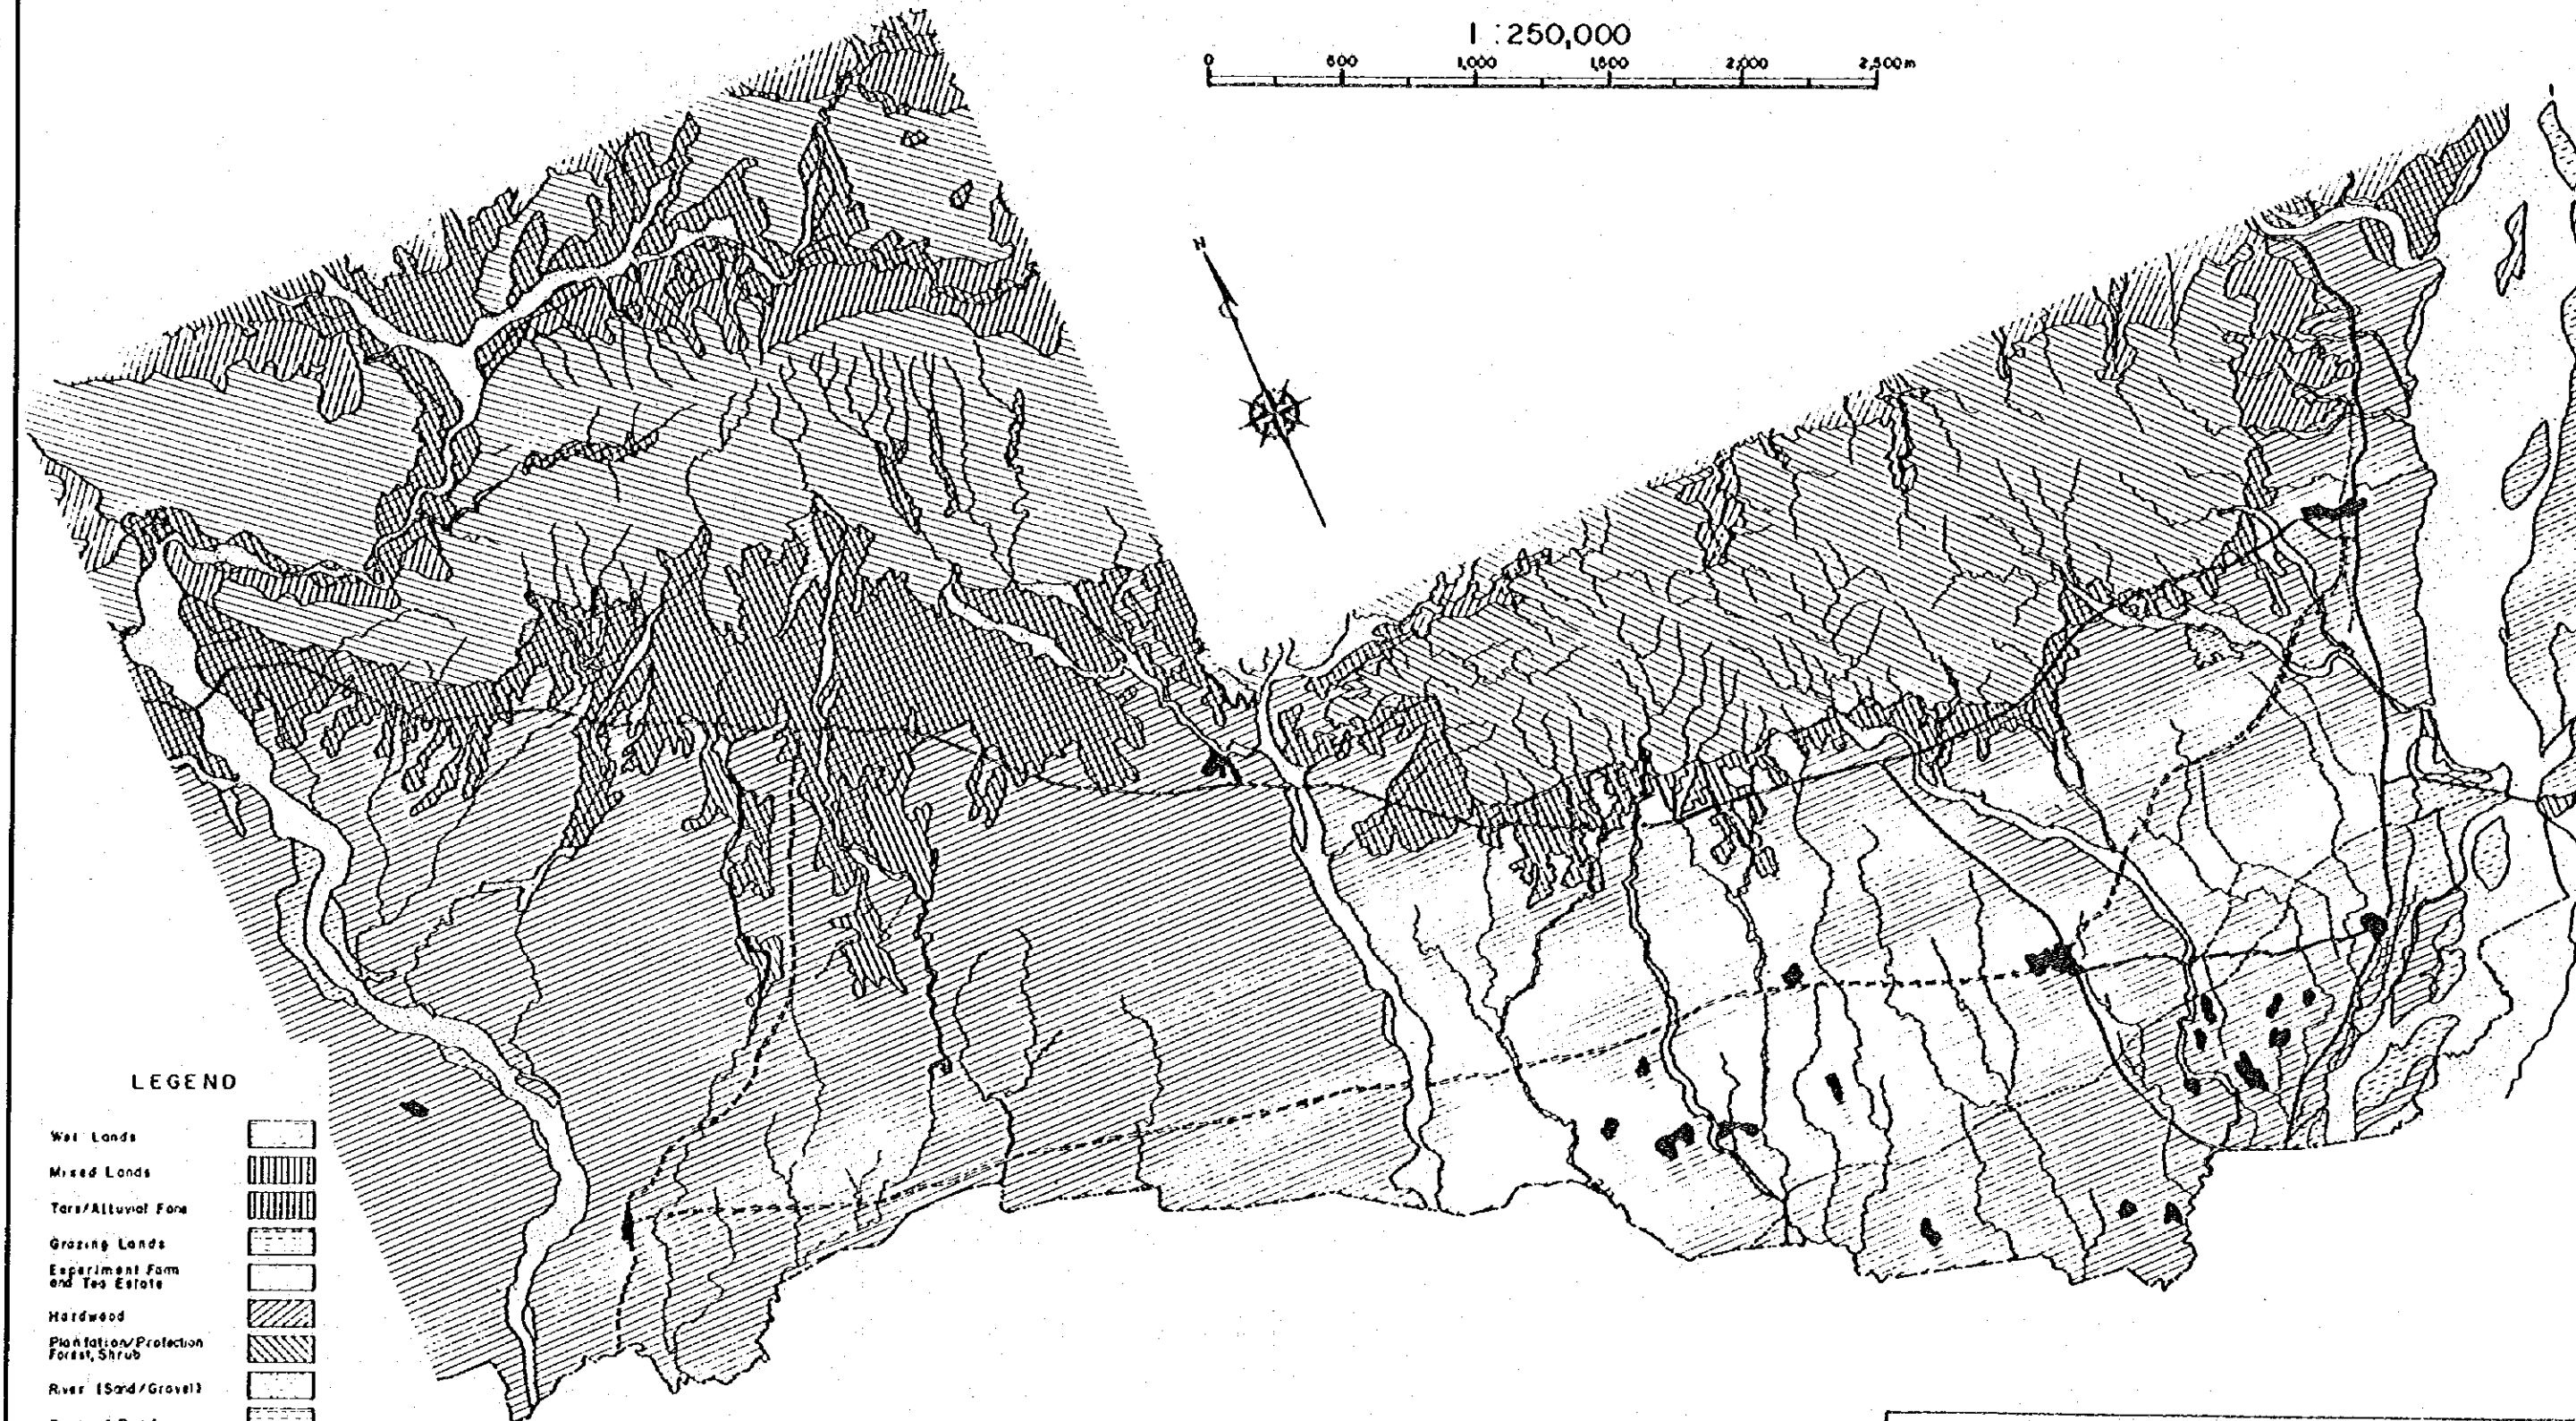 1:250,000
0 500 1,000 1,500 2,000 2,500m
N
LEGEND
Wet Lands
Mixed Lands
Tars/Alluvial Fans
Grazing Lands
Experiment Farm
and Tea Estate
Hardwood
Plantation/Protection
Forest, Shrub
River (Sand/Gravel)